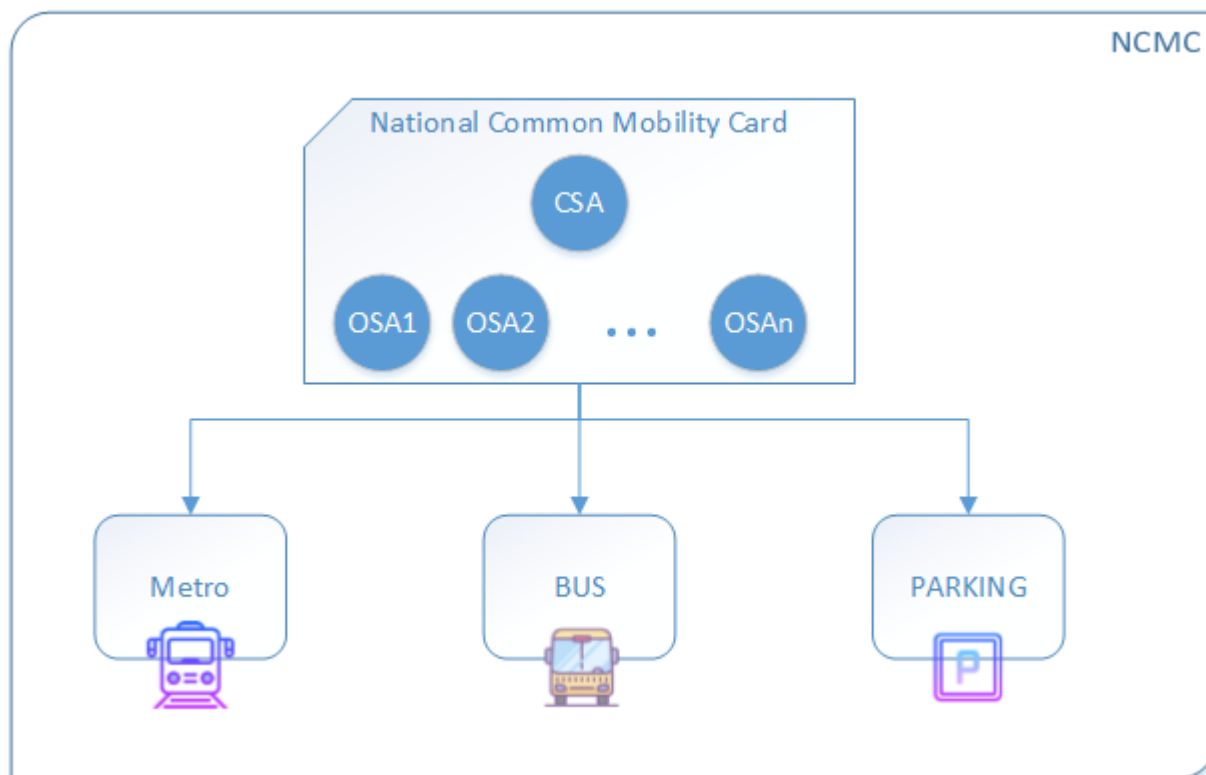 NCMC
National Common Mobility Card
CSA
OSA1 OSA2 ... OSAn
Metro BUS PARKING
P